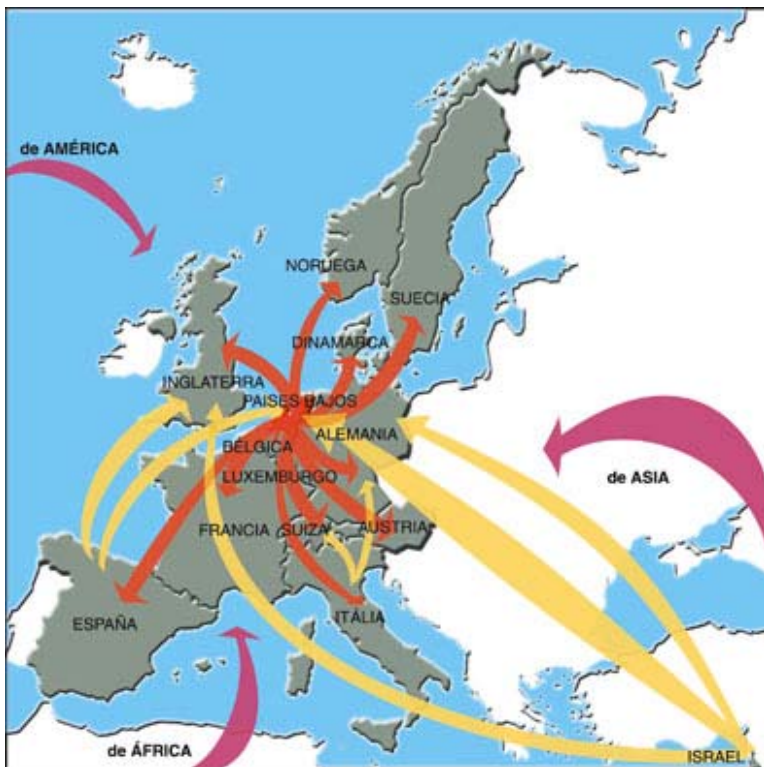 de AMÉRICA
NORUEGA
SUECIA
DINAMARCA
INGLATERRA
PAISES BAJOS
ALEMANIA
BÉLGICA
LUXEMBURGO
de ASIA
FRANCIA
SUIZA
AUSTRIA
ITÁLIA
ESPAÑA
de ÁFRICA
ISRAEL